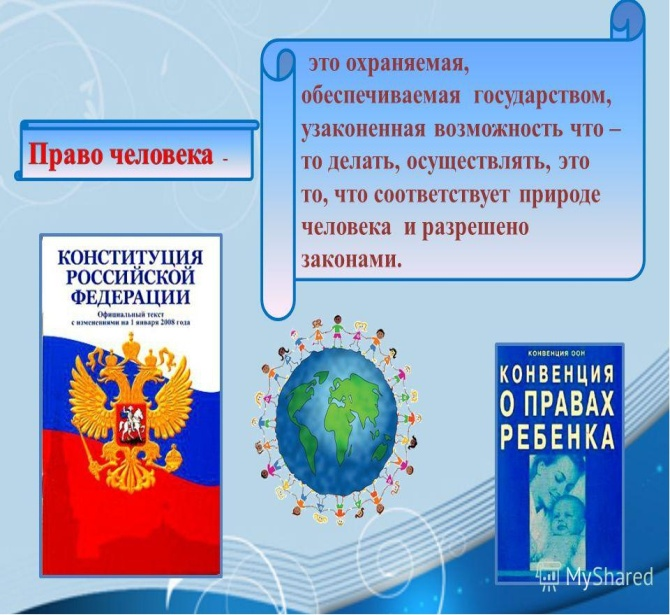 Право человека -
это охраняемая,
обеспечиваемая государством,
узаконенная возможность что –
то делать, осуществлять, это
то, что соответствует природе
человека и разрешено
законами.
КОНСТИТУЦИЯ
РОССИЙСКОЙ
ФЕДЕРАЦИИ
Официальный текст
с изменениями на 1 января 2008 года
КОНВЕНЦИЯ ООН
КОНВЕНЦИЯ
О ПРАВАХ
РЕБЕНКА
MyShared